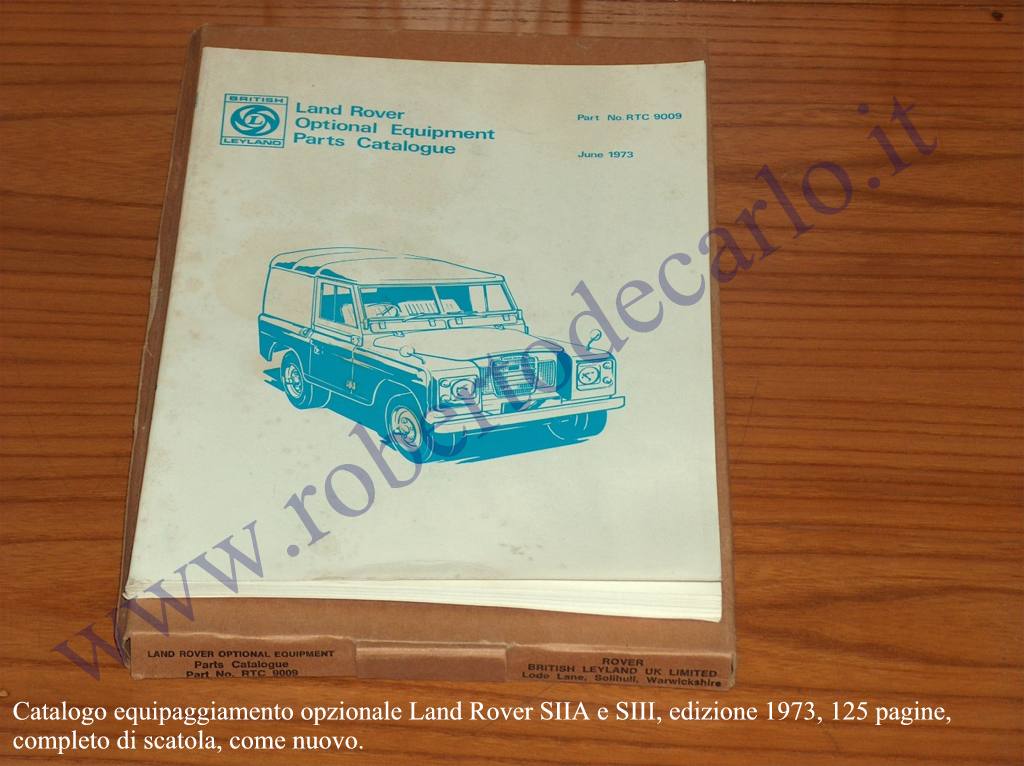 BRITISH
LEYLAND
Land Rover
Optional Equipment
Parts Catalogue
Part No. RTC 9009
June 1973
www.robertodecarlo.it
LAND ROVER OPTIONAL EQUIPMENT
Parts Catalogue
Part No. RTC 9009
ROVER
BRITISH LEYLAND UK LIMITED
Lode Lane, Solihull, Warwickshire
Catalogo equipaggiamento opzionale Land Rover SIIA e SIII, edizione 1973, 125 pagine,
completo di scatola, come nuovo.